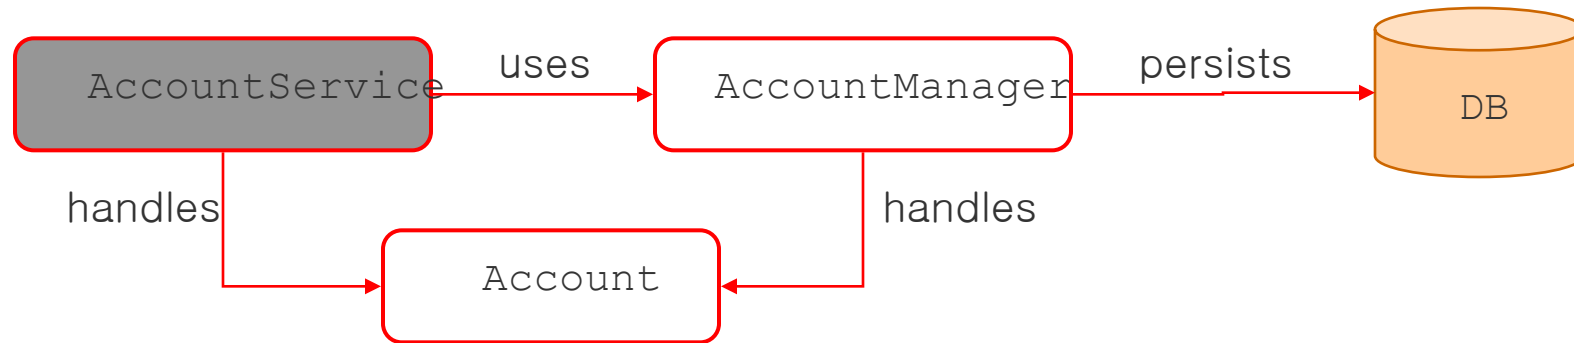 AccountService
uses
AccountManager
persists
DB
handles
handles
Account